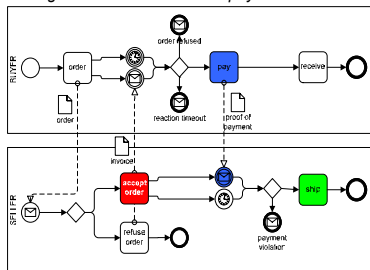 order refused
BUYER
order
pay
receive
reaction timeout
order
proof of
payment
invoice
SELLER
accept
order
ship
refuse
order
payment
violation